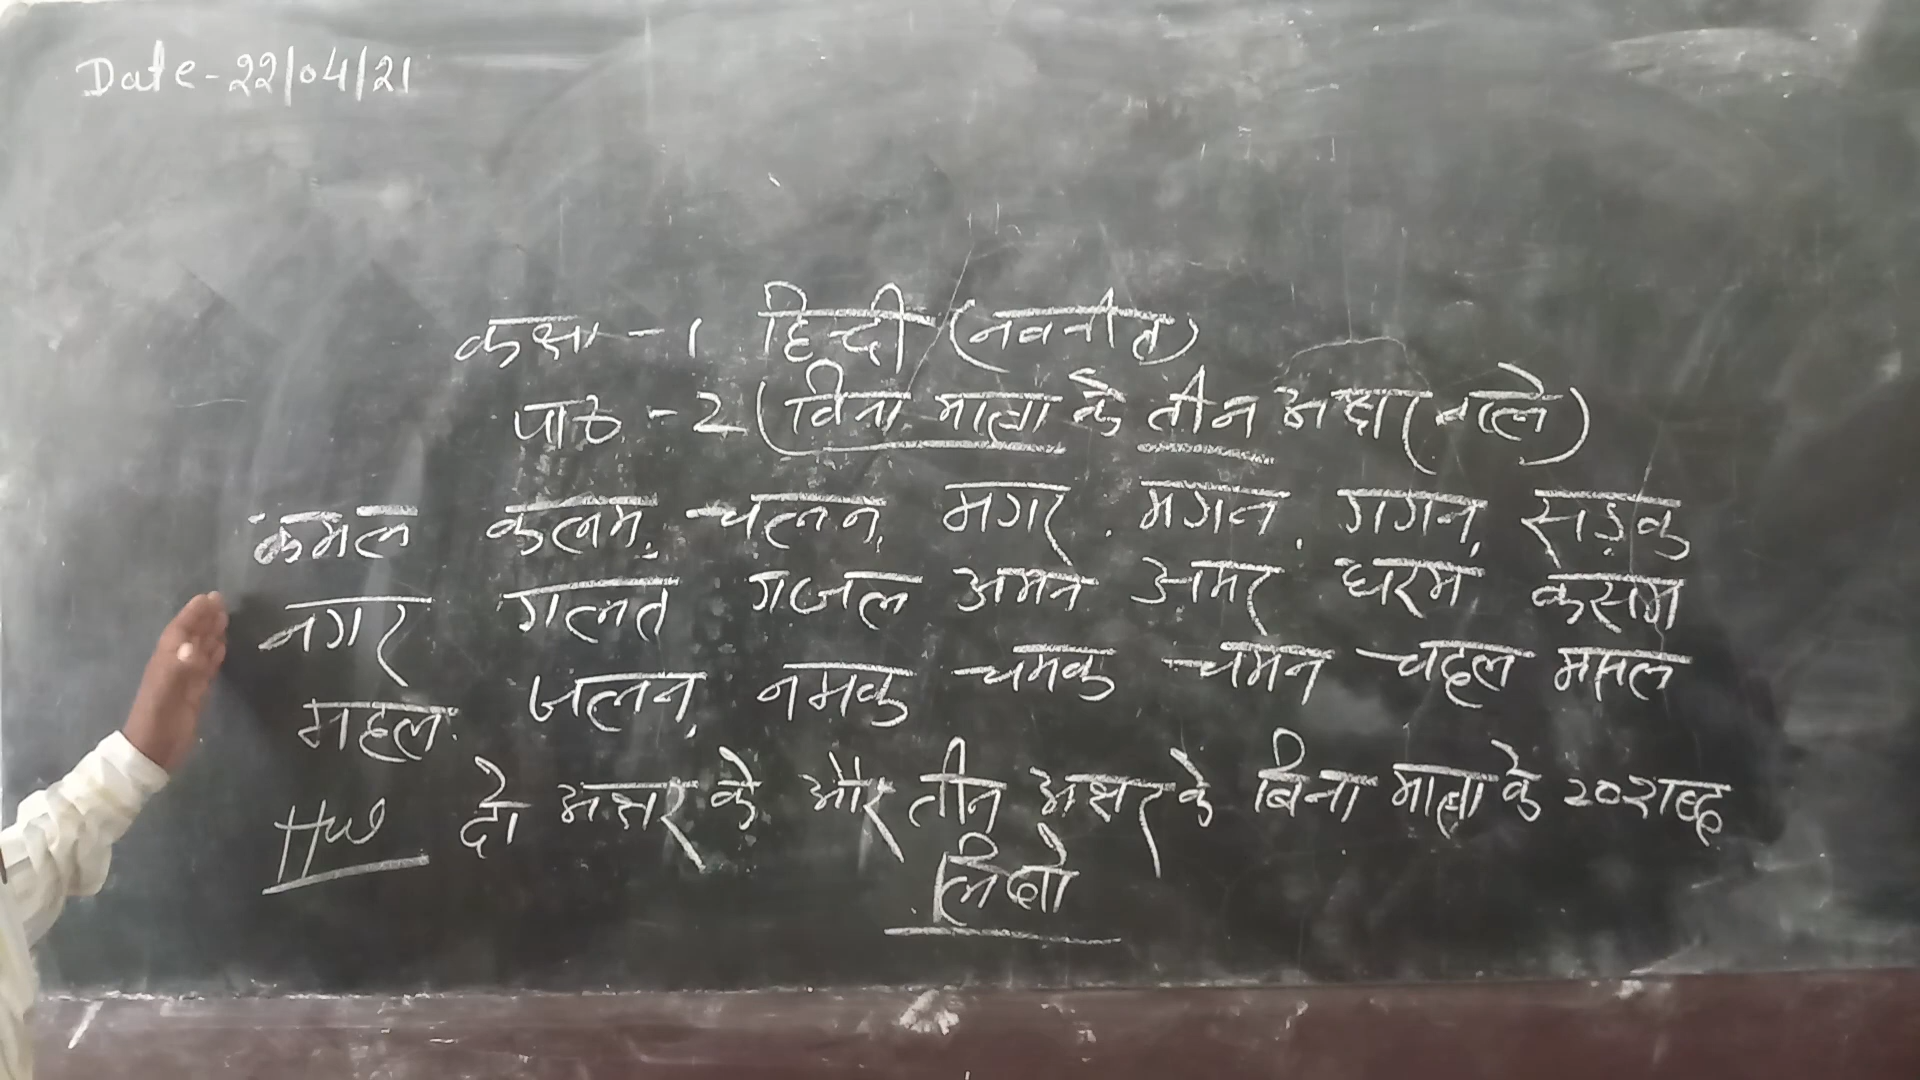 Date-22/04/21
कक्षा - 1 हिन्दी (नवनीत)
पाठ - 2 (बिना मात्रा के तीन अक्षर वाले)
कमल कलम, चलन, मगर. मगन. गगन, सड़क
नगर गलत गजल अमन अमर धरम कसम
महल. जलन, नमक चमक चमन चहल
HW दो अक्षर के और तीन अक्षर के बिना मात्रा के 20 शब्द
लिखो